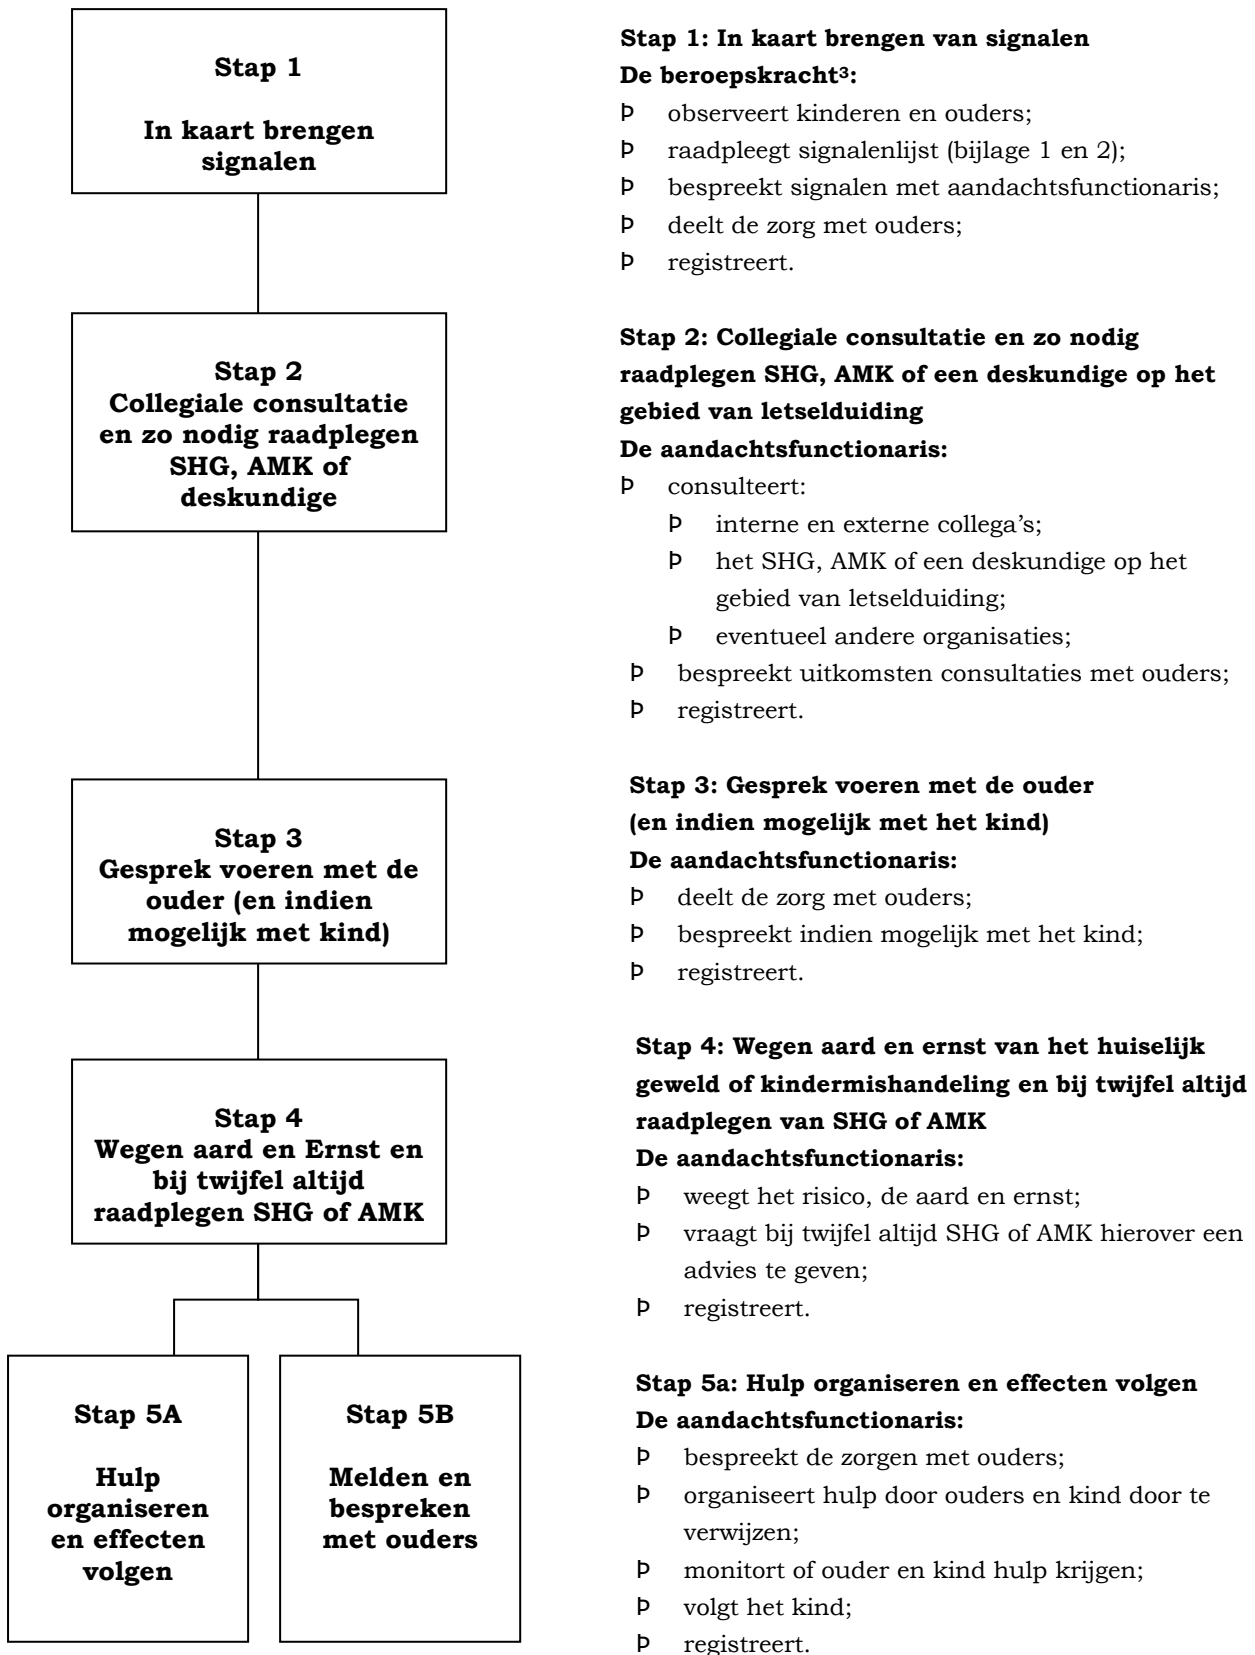 Stap 1
In kaart brengen
signalen
Stap 2
Collegiale consultatie
en zo nodig raadplegen
SHG, AMK of
deskundige
Stap 3
Gesprek voeren met de
ouder (en indien
mogelijk met kind)
Stap 4
Wegen aard en Ernst en
bij twijfel altijd
raadplegen SHG of AMK
Stap 5A
Hulp
organiseren
en effecten
volgen
Stap 5B
Melden en
bespreken
met ouders
Stap 1: In kaart brengen van signalen
De beroepskracht³:
Þ observeert kinderen en ouders;
Þ raadpleegt signalenlijst (bijlage 1 en 2);
Þ bespreekt signalen met aandachtsfunctionaris;
Þ deelt de zorg met ouders;
Þ registreert.
Stap 2: Collegiale consultatie en zo nodig
raadplegen SHG, AMK of een deskundige op het
gebied van letselduiding
De aandachtsfunctionaris:
Þ consulteert:
Þ interne en externe collega’s;
Þ het SHG, AMK of een deskundige op het
gebied van letselduiding;
Þ eventueel andere organisaties;
Þ bespreekt uitkomsten consultaties met ouders;
Þ registreert.
Stap 3: Gesprek voeren met de ouder
(en indien mogelijk met het kind)
De aandachtsfunctionaris:
Þ deelt de zorg met ouders;
Þ bespreekt indien mogelijk met het kind;
Þ registreert.
Stap 4: Wegen aard en ernst van het huiselijk
geweld of kindermishandeling en bij twijfel altijd
raadplegen van SHG of AMK
De aandachtsfunctionaris:
Þ weegt het risico, de aard en ernst;
Þ vraagt bij twijfel altijd SHG of AMK hierover een
advies te geven;
Þ registreert.
Stap 5a: Hulp organiseren en effecten volgen
De aandachtsfunctionaris:
Þ bespreekt de zorgen met ouders;
Þ organiseert hulp door ouders en kind door te
verwijzen;
Þ monitort of ouder en kind hulp krijgen;
Þ volgt het kind;
Þ registreert.